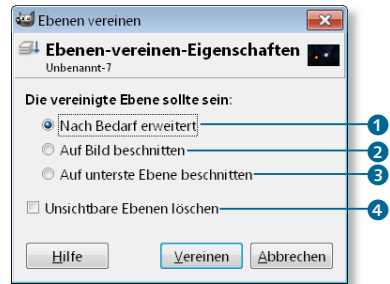 Ebenen vereinen
Ebenen-vereinen-Eigenschaften
Unbenannt-7
Die vereinigte Ebene sollte sein:
Nach Bedarf erweitert 1
Auf Bild beschnitten 2
Auf unterste Ebene beschnitten 3
Unsichtbare Ebenen löschen 4
Hilfe Vereinen Abbrechen